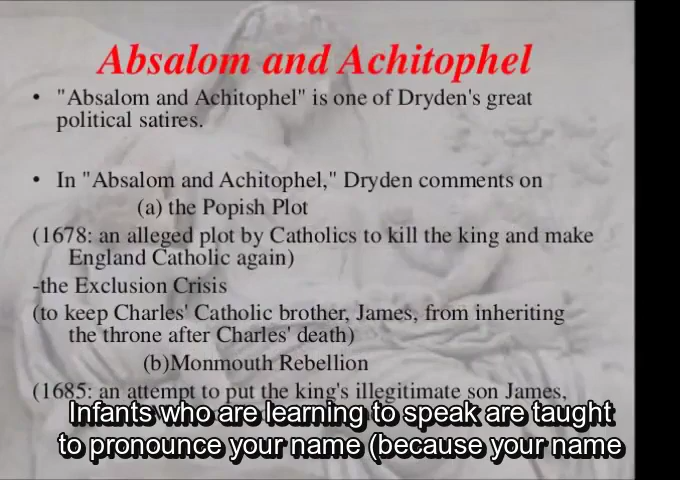 Absalom and Achitophel
• "Absalom and Achitophel" is one of Dryden's great
political satires.
• In "Absalom and Achitophel," Dryden comments on
(a) the Popish Plot
(1678: an alleged plot by Catholics to kill the king and make
England Catholic again)
-the Exclusion Crisis
(to keep Charles' Catholic brother, James, from inheriting
the throne after Charles' death)
(b)Monmouth Rebellion
(1685: an attempt to put the king's illegitimate son James,
Infants who are learning to speak are taught
to pronounce your name (because your name